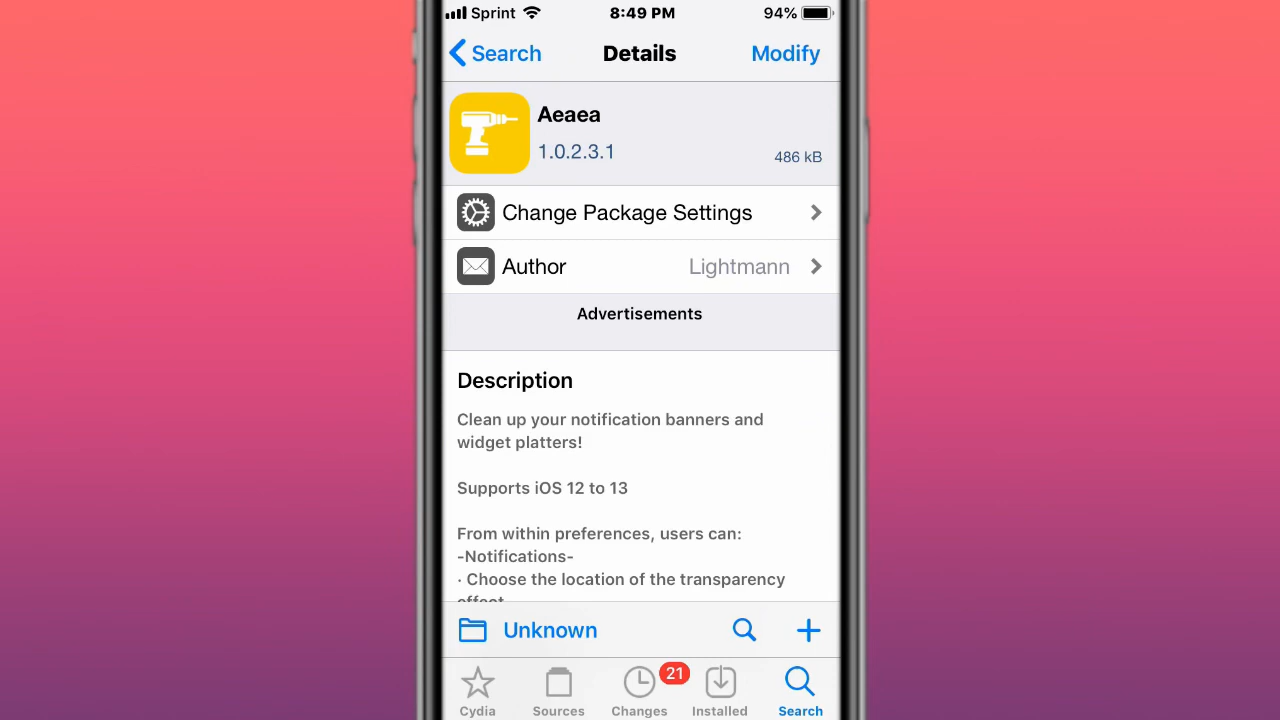 Sprint 8:49 PM 94%
Search Details Modify
Aeaea
1.0.2.3.1 486 kB
Change Package Settings
Author Lightmann
Advertisements
Description
Clean up your notification banners and
widget platters!
Supports iOS 12 to 13
From within preferences, users can:
-Notifications-
· Choose the location of the transparency
effect
Unknown
21
Cydia Sources Changes Installed Search